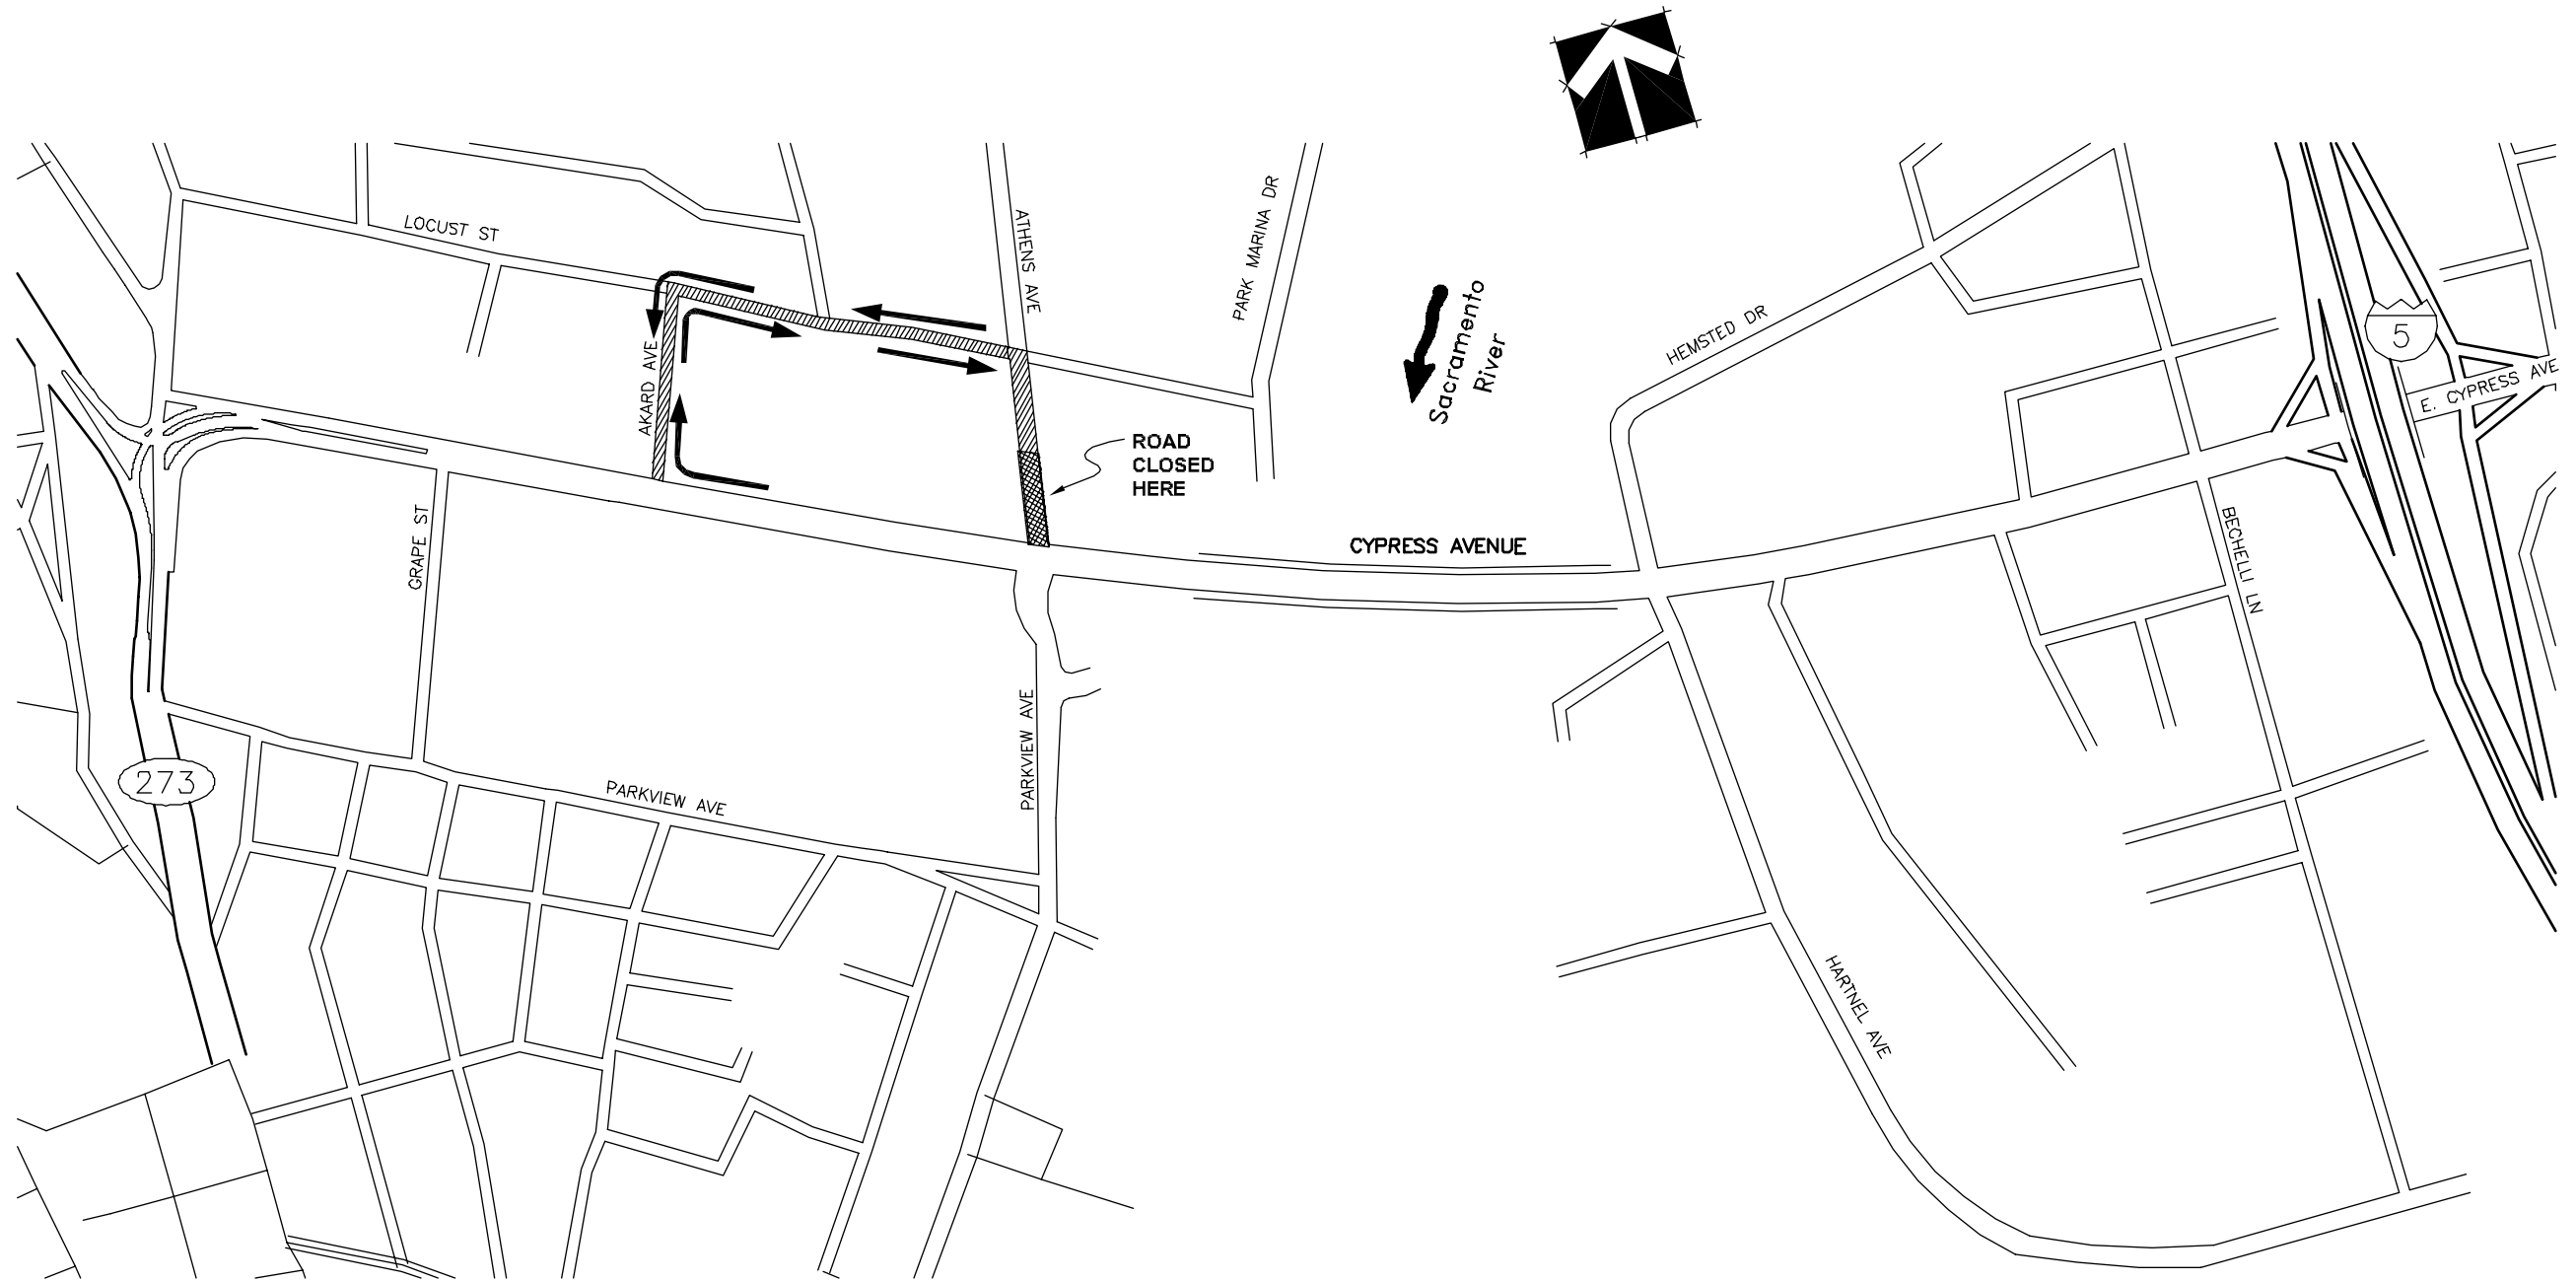 LOCUST ST
ATHENS AVE
PARK MARINA DR
Sacramento
River
HEMSTED DR
5
E. CYPRESS AVE
AKARD AVE
ROAD
CLOSED
HERE
GRAPE ST
CYPRESS AVENUE
BECHELLI LN
PARKVIEW AVE
273
PARKVIEW AVE
HARTNEL AVE